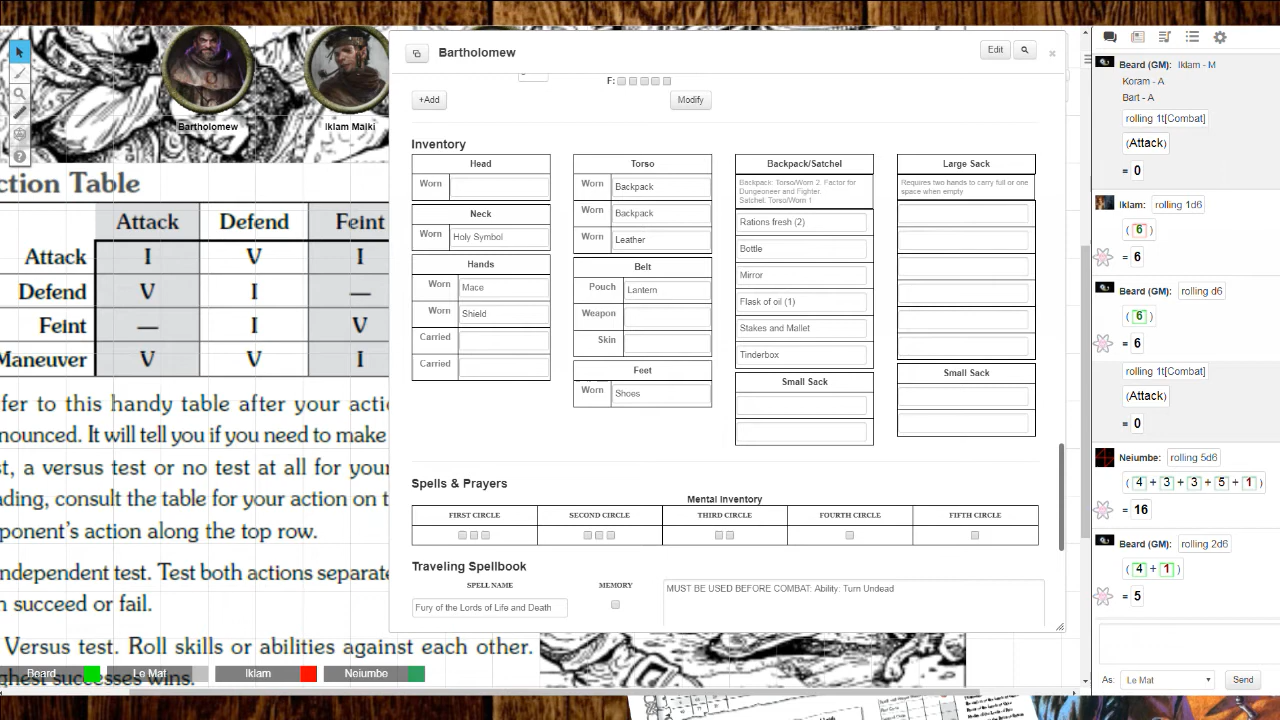 Bartholomew
Iklam Malki
ction Table
Attack Defend Feint
Attack I V I
Defend V I —
Feint — I V
Maneuver V V I
fer to this handy table after your actio
nounced. It will tell you if you need to make
st, a versus test or no test at all for your
ding, consult the table for your action on t
ponent's action along the top row.
ndependent test. Test both actions separate
n succeed or fail.
Versus test. Roll skills or abilities against each other.
ghest successes wins.
Beard
Le Mat
Iklam
Neiumbe
Bartholomew
Edit
F:
+Add
Modify
Inventory
Head
Worn
Neck
Worn Holy Symbol
Hands
Worn Mace
Worn Shield
Carried
Carried
Torso
Worn Backpack
Worn Backpack
Worn Leather
Belt
Pouch Lantern
Weapon
Skin
Feet
Worn Shoes
Backpack/Satchel
Backpack: Torso/Worn 2. Factor for
Dungeoneer and Fighter.
Satchel: Torso/Worn 1
Rations fresh (2)
Bottle
Mirror
Flask of oil (1)
Stakes and Mallet
Tinderbox
Small Sack
Large Sack
Requires two hands to carry full or one
space when empty
Small Sack
Spells & Prayers
Mental Inventory
FIRST CIRCLE SECOND CIRCLE THIRD CIRCLE FOURTH CIRCLE FIFTH CIRCLE
Traveling Spellbook
SPELL NAME MEMORY
Fury of the Lords of Life and Death
MUST BE USED BEFORE COMBAT: Ability: Turn Undead
Beard (GM): Iklam - M
Koram - A
Bart - A
rolling 1t[Combat]
(Attack)
= 0
Iklam: rolling 1d6
(6)
= 6
Beard (GM): rolling d6
(6)
= 6
rolling 1t[Combat]
(Attack)
= 0
Neiumbe: rolling 5d6
(4 + 3 + 3 + 5 + 1)
= 16
Beard (GM): rolling 2d6
(4 + 1)
= 5
As: Le Mat Send